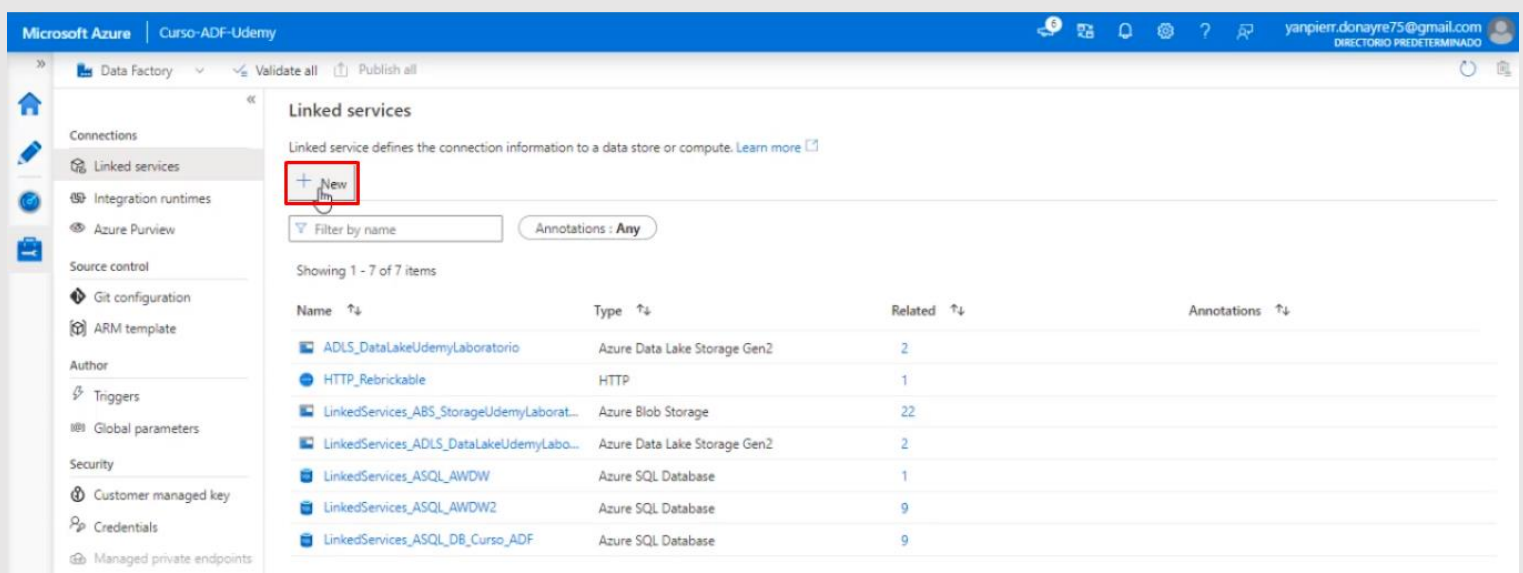 Microsoft Azure | Curso-ADF-Udemy
6
yanpierr.donayre75@gmail.com
DIRECTORIO PREDETERMINADO
Data Factory
Validate all
Publish all
Connections
Linked services
Integration runtimes
Azure Purview
Source control
Git configuration
ARM template
Author
Triggers
Global parameters
Security
Customer managed key
Credentials
Managed private endpoints
Linked services
Linked service defines the connection information to a data store or compute. Learn more
+ New
Filter by name
Annotations : Any
Showing 1 - 7 of 7 items
Name Type Related Annotations
ADLS_DataLakeUdemyLaboratorio Azure Data Lake Storage Gen2 2
HTTP_Rebrickable HTTP 1
LinkedServices_ABS_StorageUdemyLaborat... Azure Blob Storage 22
LinkedServices_ADLS_DataLakeUdemyLabo... Azure Data Lake Storage Gen2 2
LinkedServices_ASQL_AWDW Azure SQL Database 1
LinkedServices_ASQL_AWDW2 Azure SQL Database 9
LinkedServices_ASQL_DB_Curso_ADF Azure SQL Database 9